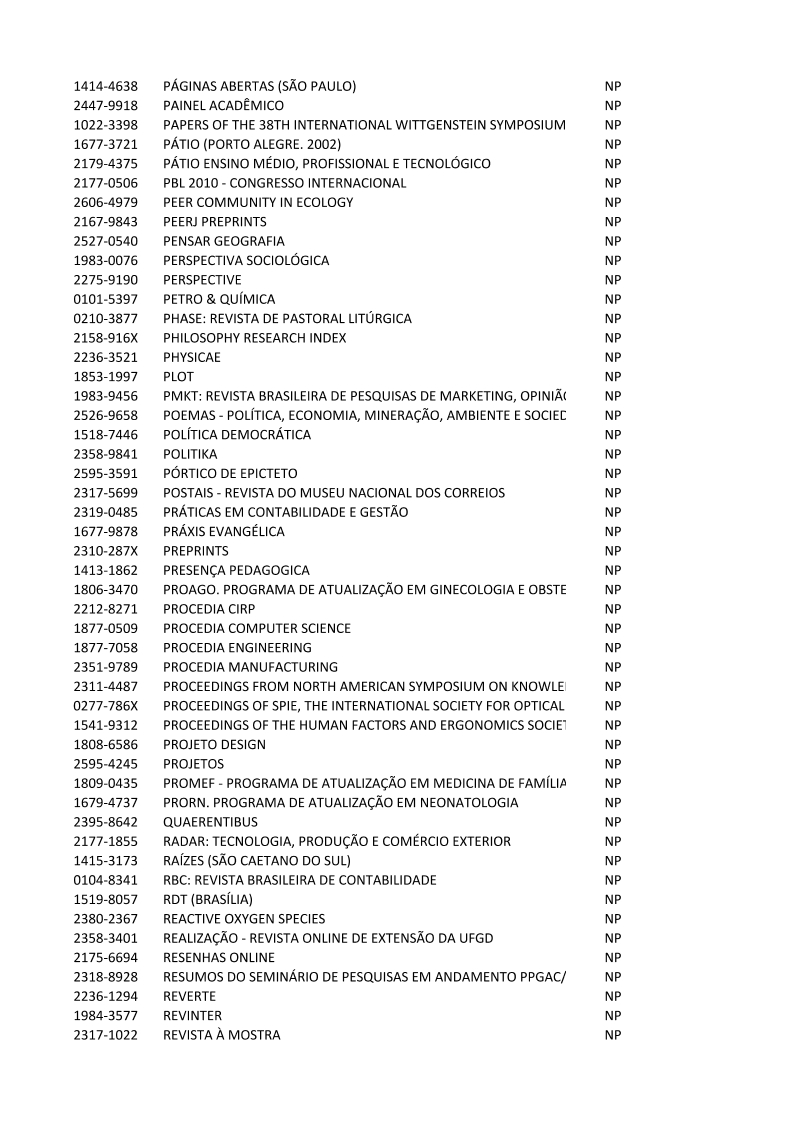 1414-4638 PÁGINAS ABERTAS (SÃO PAULO) NP
2447-9918 PAINEL ACADÊMICO NP
1022-3398 PAPERS OF THE 38TH INTERNATIONAL WITTGENSTEIN SYMPOSIUM NP
1677-3721 PÁTIO (PORTO ALEGRE. 2002) NP
2179-4375 PÁTIO ENSINO MÉDIO, PROFISSIONAL E TECNOLÓGICO NP
2177-0506 PBL 2010 - CONGRESSO INTERNACIONAL NP
2606-4979 PEER COMMUNITY IN ECOLOGY NP
2167-9843 PEERJ PREPRINTS NP
2527-0540 PENSAR GEOGRAFIA NP
1983-0076 PERSPECTIVA SOCIOLÓGICA NP
2275-9190 PERSPECTIVE NP
0101-5397 PETRO & QUÍMICA NP
0210-3877 PHASE: REVISTA DE PASTORAL LITÚRGICA NP
2158-916X PHILOSOPHY RESEARCH INDEX NP
2236-3521 PHYSICAE NP
1853-1997 PLOT NP
1983-9456 PMKT: REVISTA BRASILEIRA DE PESQUISAS DE MARKETING, OPINIÃO NP
2526-9658 POEMAS - POLÍTICA, ECONOMIA, MINERAÇÃO, AMBIENTE E SOCIED NP
1518-7446 POLÍTICA DEMOCRÁTICA NP
2358-9841 POLITIKA NP
2595-3591 PÓRTICO DE EPICTETO NP
2317-5699 POSTAIS - REVISTA DO MUSEU NACIONAL DOS CORREIOS NP
2319-0485 PRÁTICAS EM CONTABILIDADE E GESTÃO NP
1677-9878 PRÁXIS EVANGÉLICA NP
2310-287X PREPRINTS NP
1413-1862 PRESENÇA PEDAGOGICA NP
1806-3470 PROAGO. PROGRAMA DE ATUALIZAÇÃO EM GINECOLOGIA E OBSTE NP
2212-8271 PROCEDIA CIRP NP
1877-0509 PROCEDIA COMPUTER SCIENCE NP
1877-7058 PROCEDIA ENGINEERING NP
2351-9789 PROCEDIA MANUFACTURING NP
2311-4487 PROCEEDINGS FROM NORTH AMERICAN SYMPOSIUM ON KNOWLE NP
0277-786X PROCEEDINGS OF SPIE, THE INTERNATIONAL SOCIETY FOR OPTICAL NP
1541-9312 PROCEEDINGS OF THE HUMAN FACTORS AND ERGONOMICS SOCIET NP
1808-6586 PROJETO DESIGN NP
2595-4245 PROJETOS NP
1809-0435 PROMEF - PROGRAMA DE ATUALIZAÇÃO EM MEDICINA DE FAMÍLIA NP
1679-4737 PRORN. PROGRAMA DE ATUALIZAÇÃO EM NEONATOLOGIA NP
2395-8642 QUAERENTIBUS NP
2177-1855 RADAR: TECNOLOGIA, PRODUÇÃO E COMÉRCIO EXTERIOR NP
1415-3173 RAÍZES (SÃO CAETANO DO SUL) NP
0104-8341 RBC: REVISTA BRASILEIRA DE CONTABILIDADE NP
1519-8057 RDT (BRASÍLIA) NP
2380-2367 REACTIVE OXYGEN SPECIES NP
2358-3401 REALIZAÇÃO - REVISTA ONLINE DE EXTENSÃO DA UFGD NP
2175-6694 RESENHAS ONLINE NP
2318-8928 RESUMOS DO SEMINÁRIO DE PESQUISAS EM ANDAMENTO PPGAC/ NP
2236-1294 REVERTE NP
1984-3577 REVINTER NP
2317-1022 REVISTA À MOSTRA NP